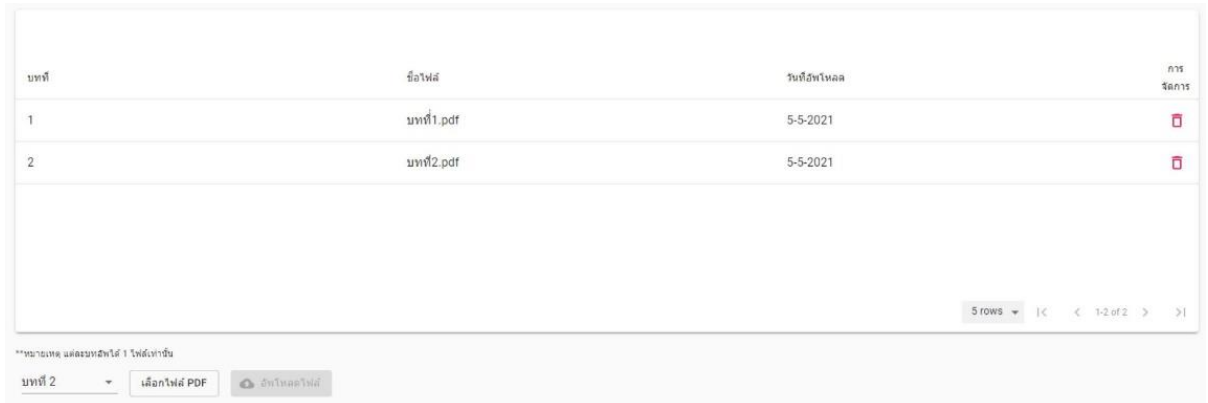 บทที่ ชื่อไฟล์ วันที่อัพโหลด การ
จัดการ
1 บทที่1.pdf 5-5-2021
2 บทที่2.pdf 5-5-2021
5 rows 1-2 of 2
**หมายเหตุ แต่ละบทอัพได้ 1 ไฟล์เท่านั้น
บทที่ 2 เลือกไฟล์ PDF อัพโหลดไฟล์